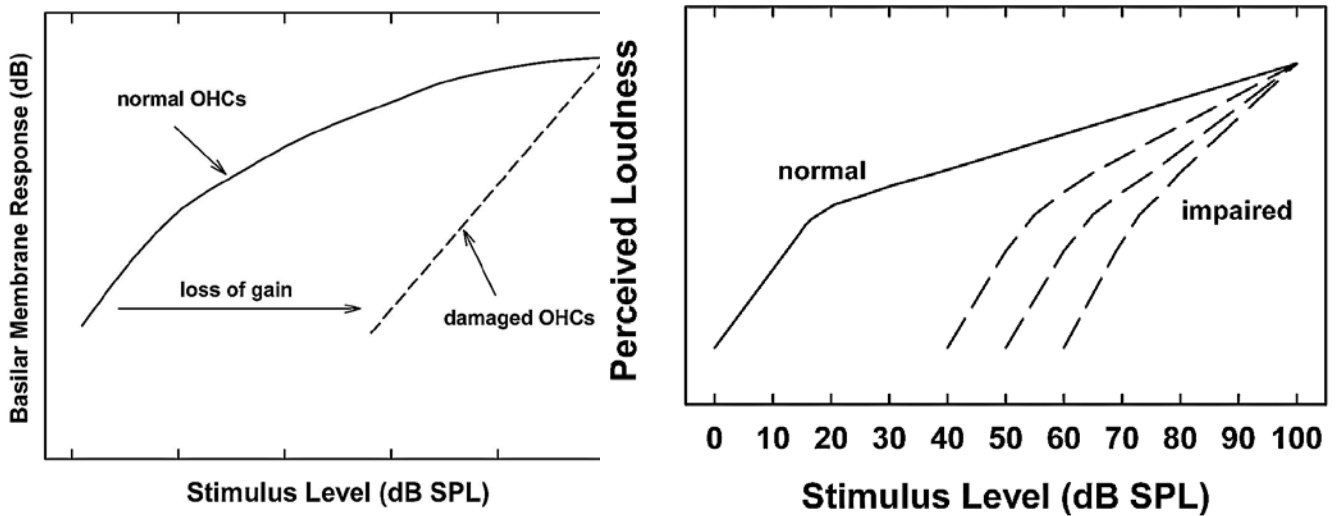 Basilar Membrane Response (dB)
normal OHCs
loss of gain
damaged OHCs
Stimulus Level (dB SPL)
Perceived Loudness
normal
impaired
0 10 20 30 40 50 60 70 80 90 100
Stimulus Level (dB SPL)